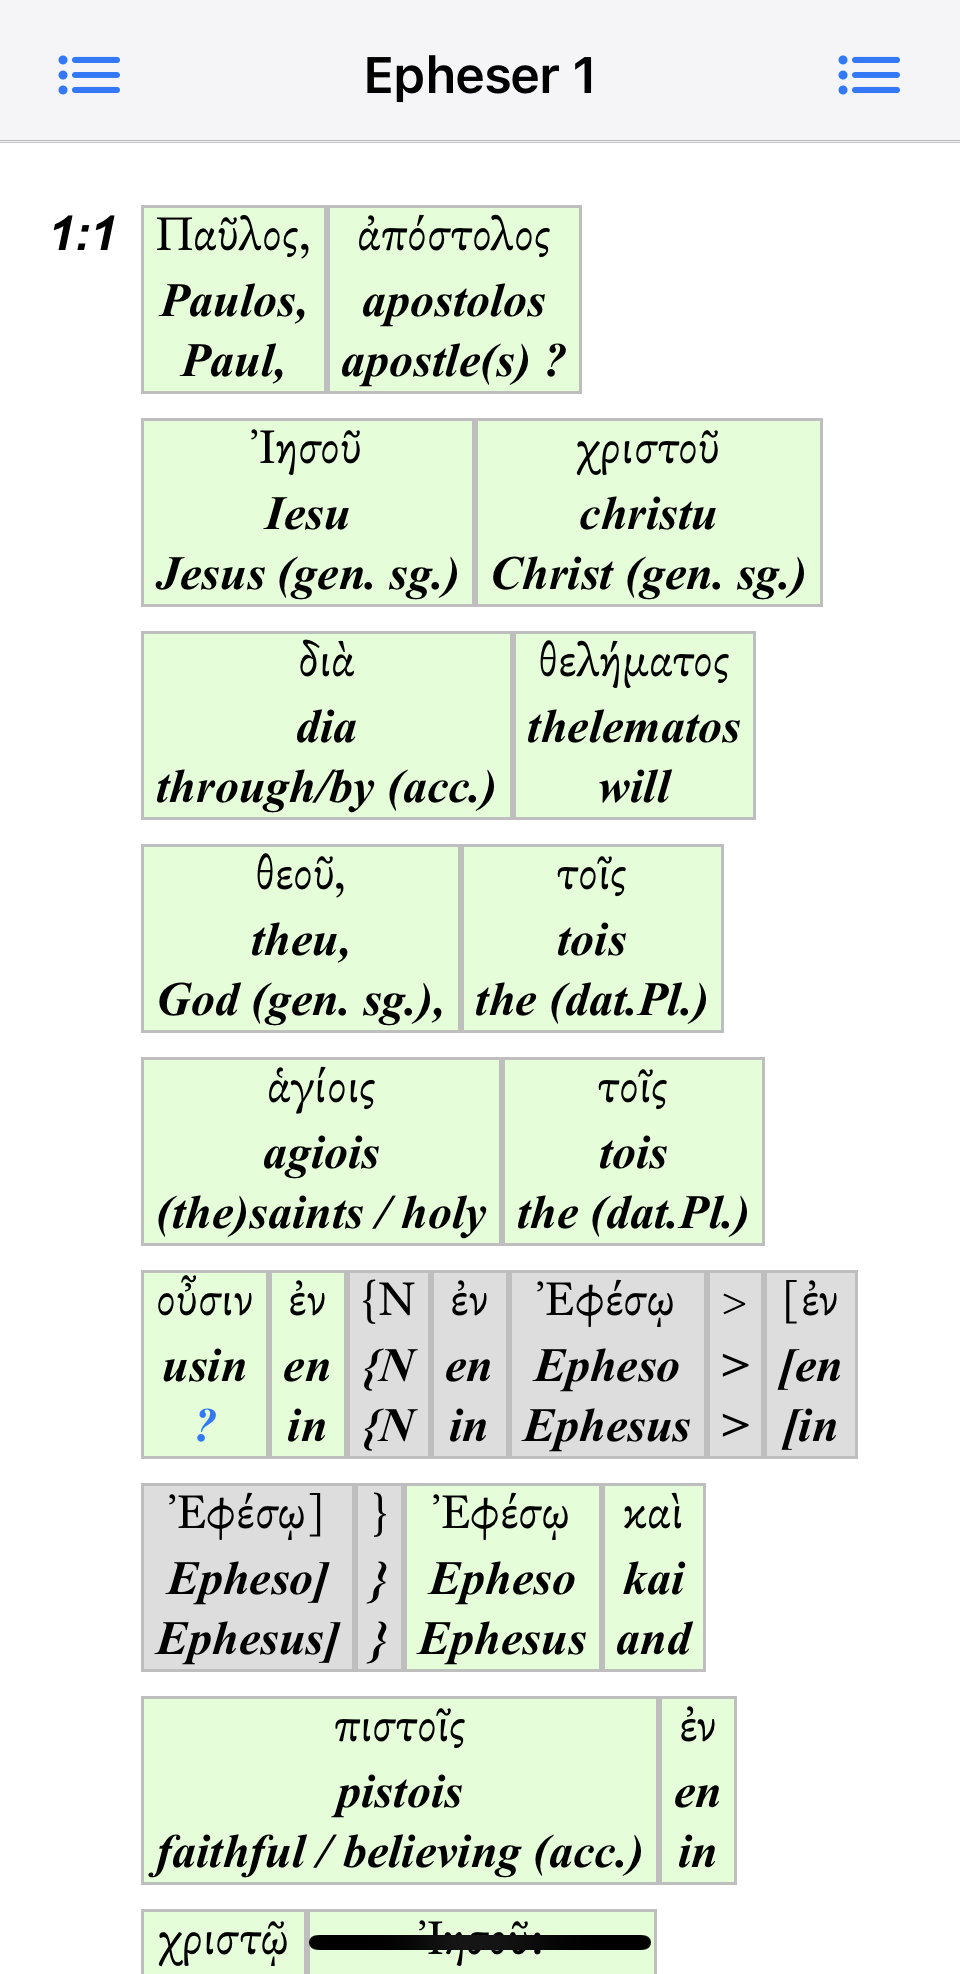 Epheser 1
1:1 Παῦλος, ἀπόστολος
Paulos, apostolos
Paul, apostle(s) ?
Ἰησοῦ χριστοῦ
Iesu christu
Jesus (gen. sg.) Christ (gen. sg.)
διὰ θελήματος
dia thelematos
through/by (acc.) will
θεοῦ, τοῖς
theu, tois
God (gen. sg.), the (dat.Pl.)
ἁγίοις τοῖς
agiois tois
(the)saints / holy the (dat.Pl.)
οὖσιν ἐν {N ἐν Ἐφέσῳ > [ἐν
usin en {N en Epheso > [en
? in {N in Ephesus > [in
Ἐφέσῳ] } Ἐφέσῳ καὶ
Epheso] } Epheso kai
Ephesus] } Ephesus and
πιστοῖς ἐν
pistois en
faithful / believing (acc.) in
χριστῷ